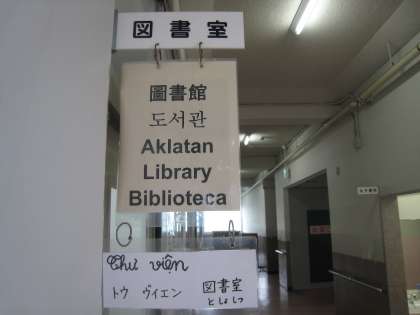 図書室
圖書館
도서관
Aklatan
Library
Biblioteca
Thư viện
トウ ヴィエン 図書室
としょしつ